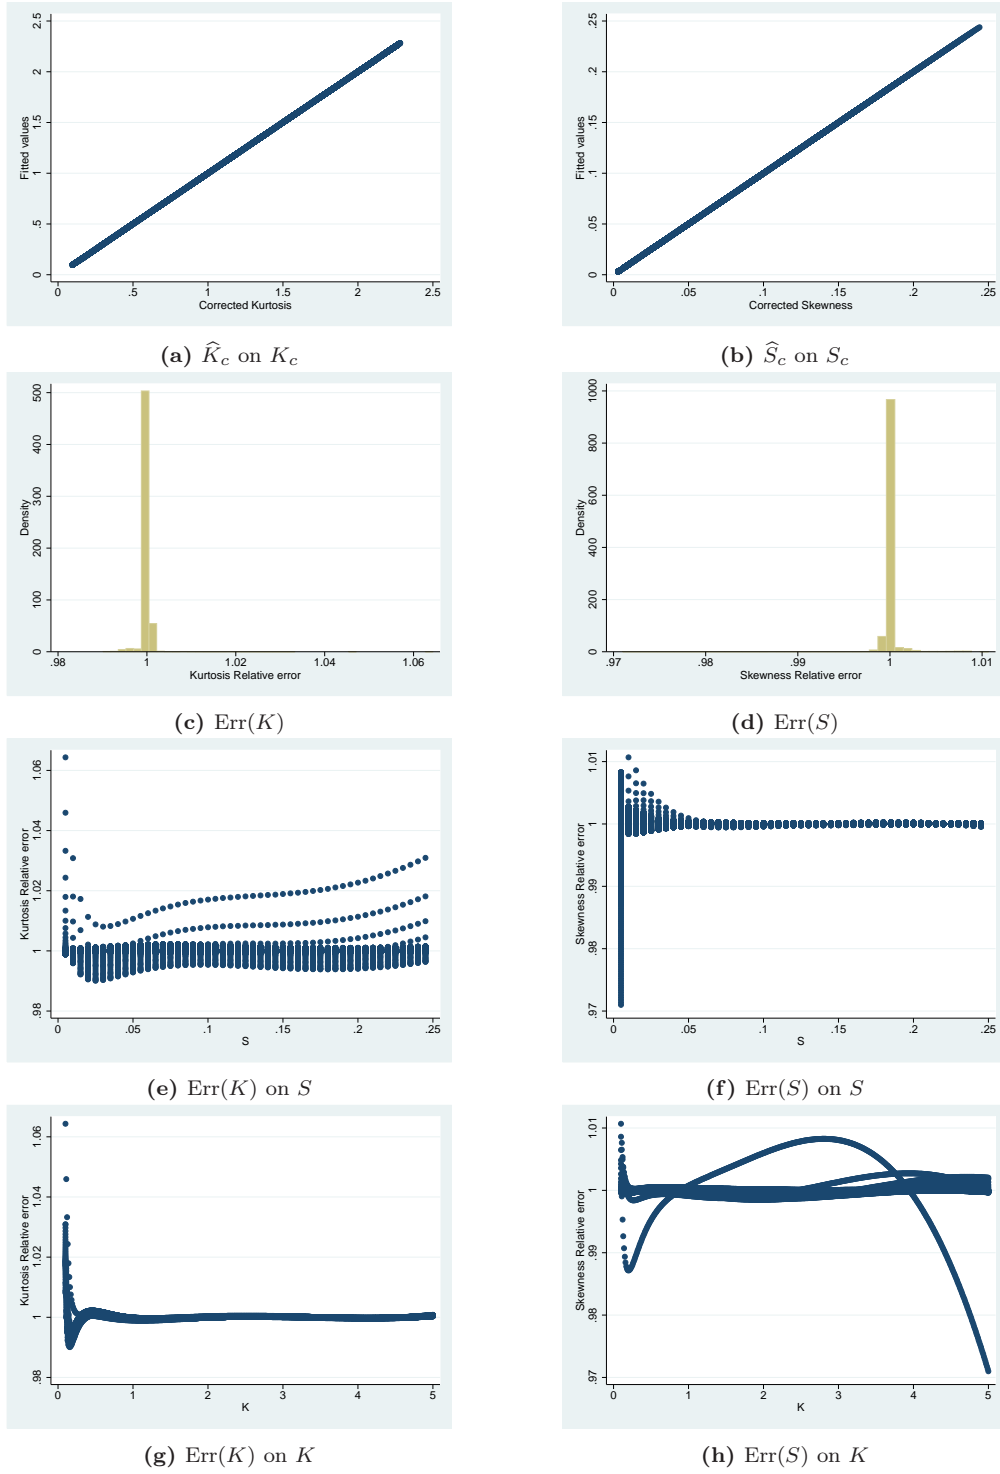 Fitted values
0 .5 1 1.5 2 2.5
0 .5 1 1.5 2 2.5
Corrected Kurtosis
(a) K̂_c on K_c
Fitted values
0 .05 .1 .15 .2 .25
0 .05 .1 .15 .2 .25
Corrected Skewness
(b) Ŝ_c on S_c
Density
0 100 200 300 400 500
.98 1 1.02 1.04 1.06
Kurtosis Relative error
(c) Err(K)
Density
0 200 400 600 800 1000
.97 .98 .99 1 1.01
Skewness Relative error
(d) Err(S)
Kurtosis Relative error
.98 1 1.02 1.04 1.06
0 .05 .1 .15 .2 .25
S
(e) Err(K) on S
Skewness Relative error
.97 .98 .99 1 1.01
0 .05 .1 .15 .2 .25
S
(f) Err(S) on S
Kurtosis Relative error
.98 1 1.02 1.04 1.06
0 1 2 3 4 5
K
(g) Err(K) on K
Skewness Relative error
.97 .98 .99 1 1.01
0 1 2 3 4 5
K
(h) Err(S) on K